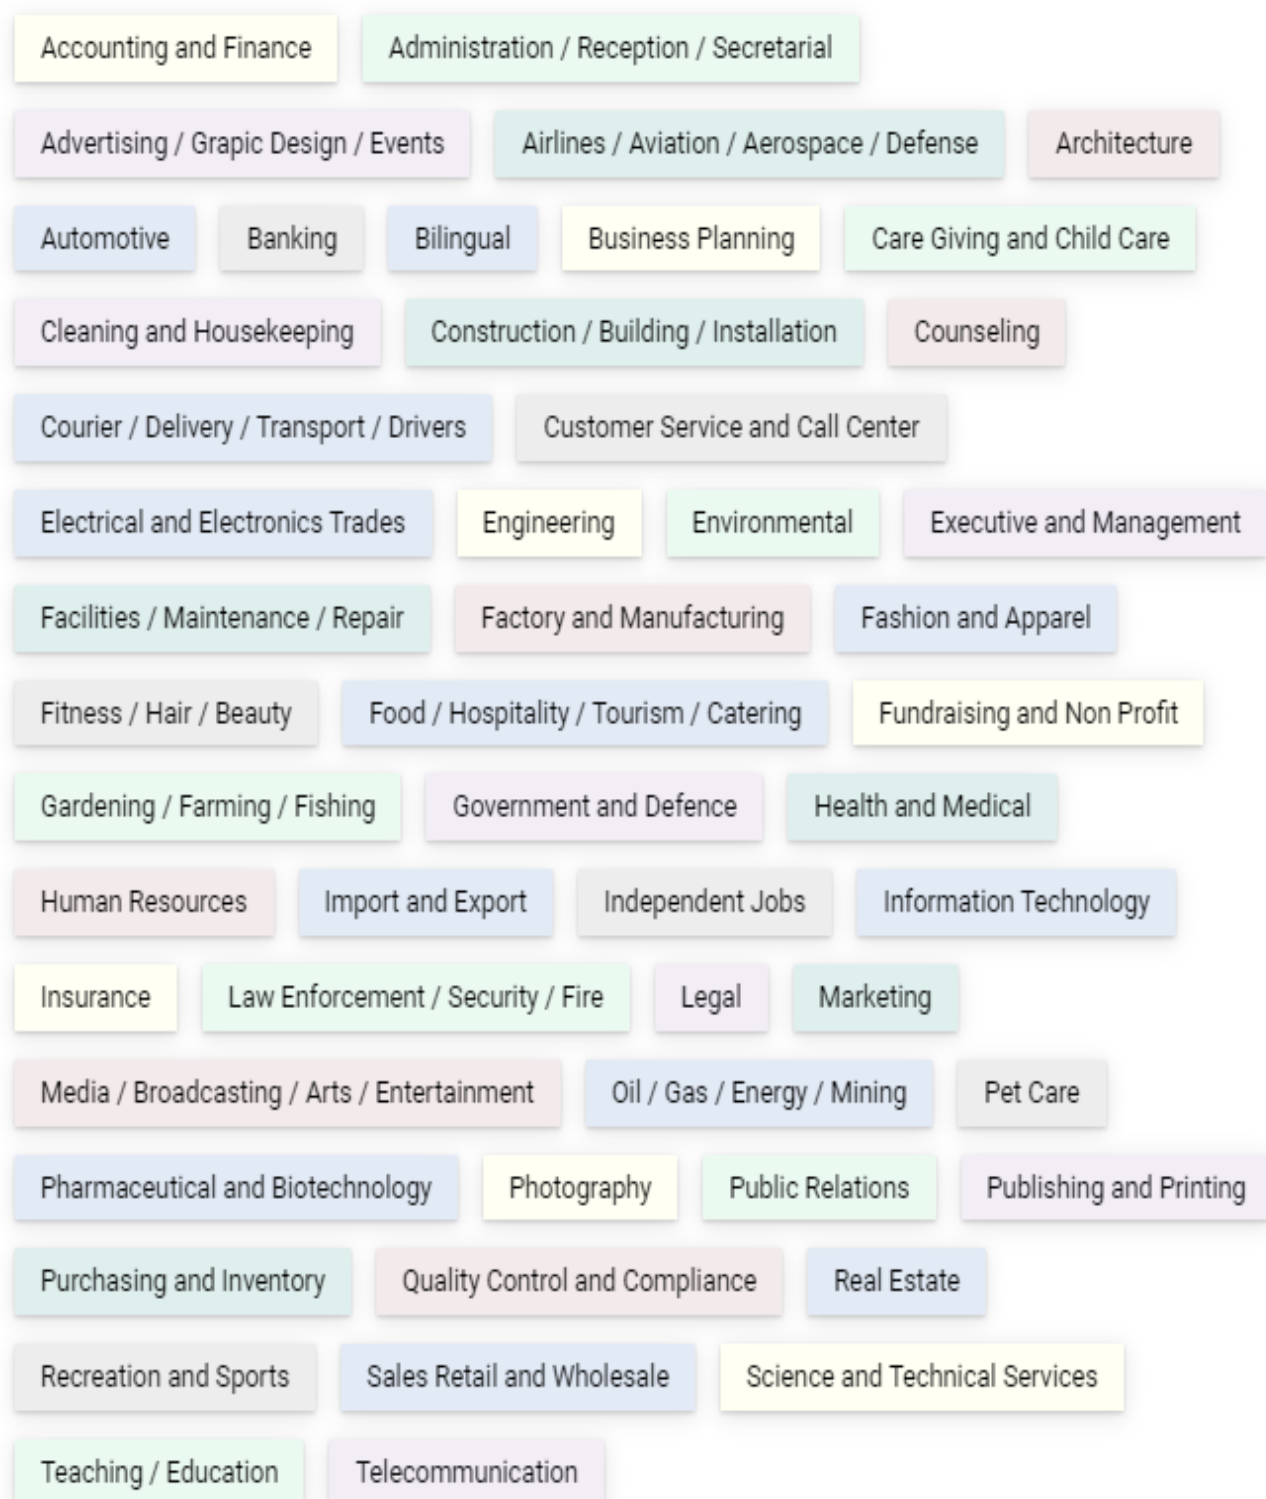 Accounting and Finance Administration / Reception / Secretarial
Advertising / Grapic Design / Events Airlines / Aviation / Aerospace / Defense Architecture
Automotive Banking Bilingual Business Planning Care Giving and Child Care
Cleaning and Housekeeping Construction / Building / Installation Counseling
Courier / Delivery / Transport / Drivers Customer Service and Call Center
Electrical and Electronics Trades Engineering Environmental Executive and Management
Facilities / Maintenance / Repair Factory and Manufacturing Fashion and Apparel
Fitness / Hair / Beauty Food / Hospitality / Tourism / Catering Fundraising and Non Profit
Gardening / Farming / Fishing Government and Defence Health and Medical
Human Resources Import and Export Independent Jobs Information Technology
Insurance Law Enforcement / Security / Fire Legal Marketing
Media / Broadcasting / Arts / Entertainment Oil / Gas / Energy / Mining Pet Care
Pharmaceutical and Biotechnology Photography Public Relations Publishing and Printing
Purchasing and Inventory Quality Control and Compliance Real Estate
Recreation and Sports Sales Retail and Wholesale Science and Technical Services
Teaching / Education Telecommunication